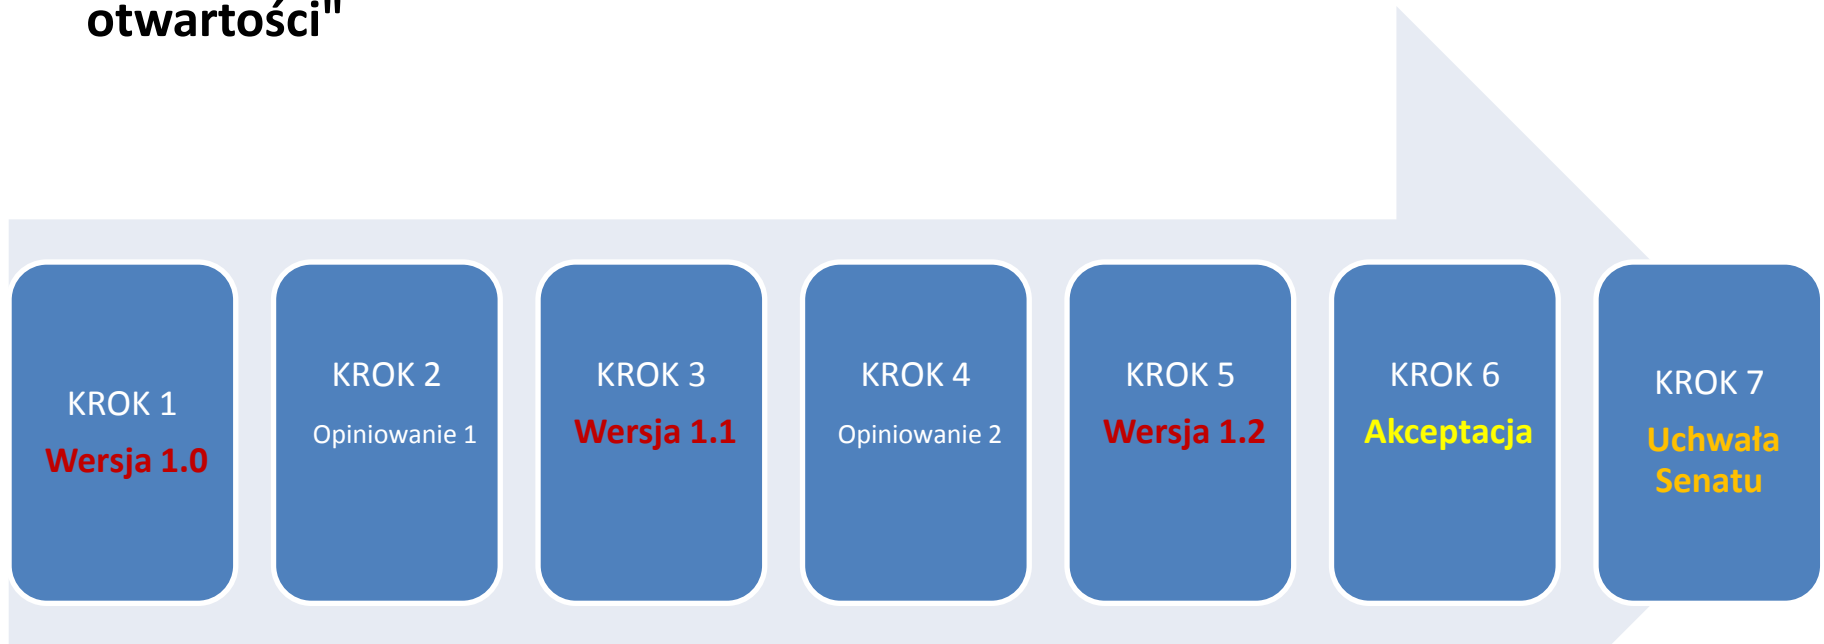 otwartości"
KROK 1
Wersja 1.0
KROK 2
Opiniowanie 1
KROK 3
Wersja 1.1
KROK 4
Opiniowanie 2
KROK 5
Wersja 1.2
KROK 6
Akceptacja
KROK 7
Uchwała
Senatu